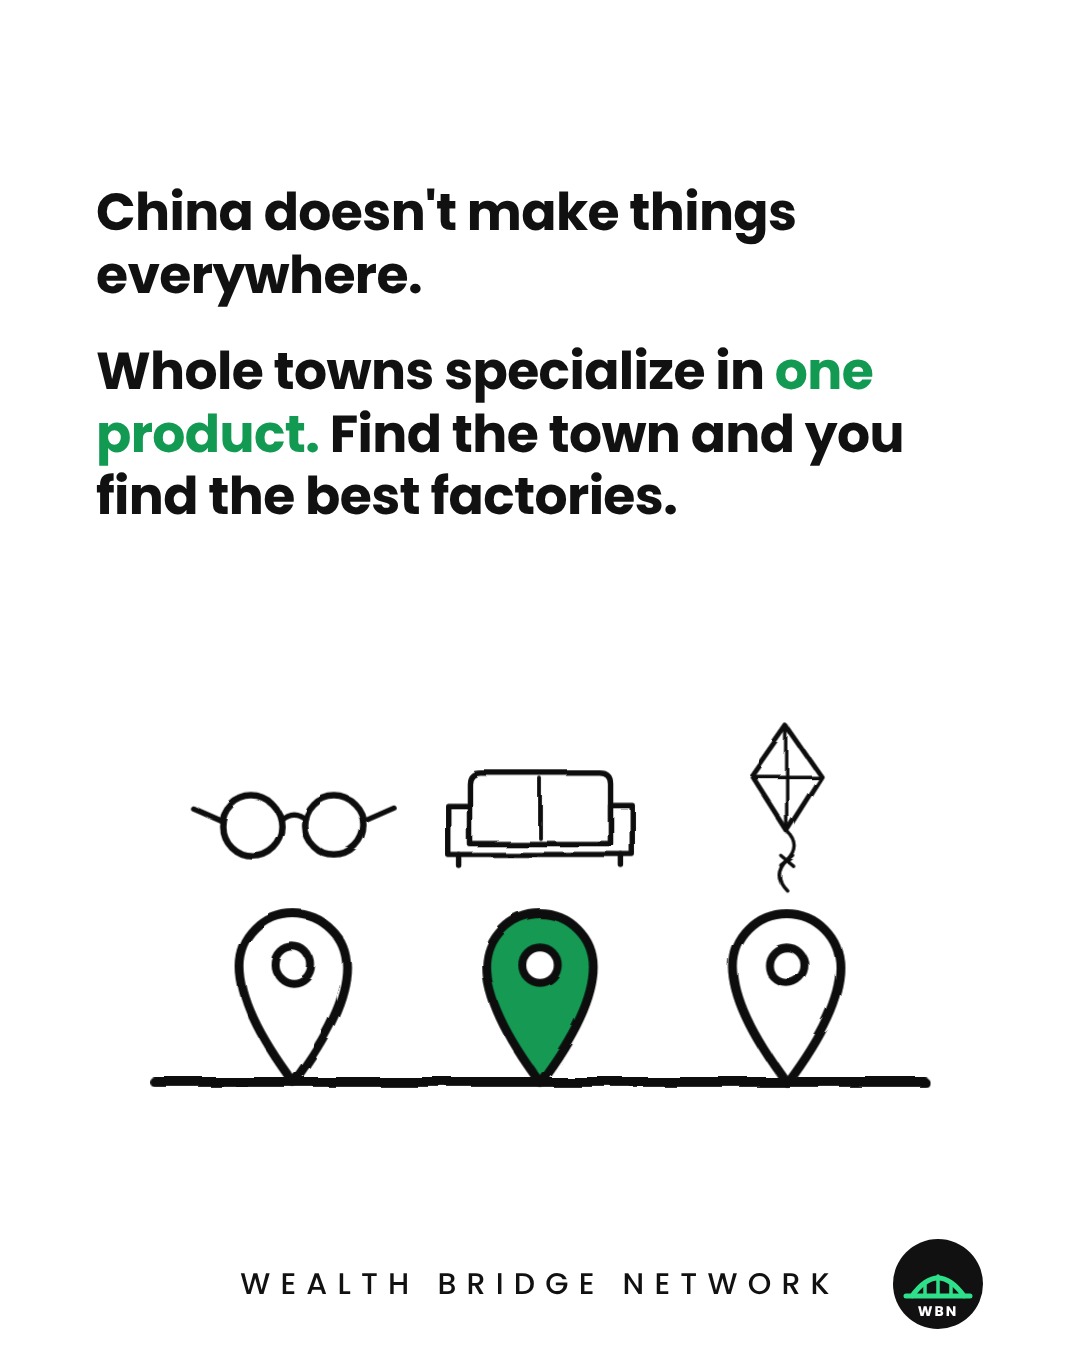 China doesn't make things
everywhere.
Whole towns specialize in one
product. Find the town and you
find the best factories.
WEALTH BRIDGE NETWORK
WBN